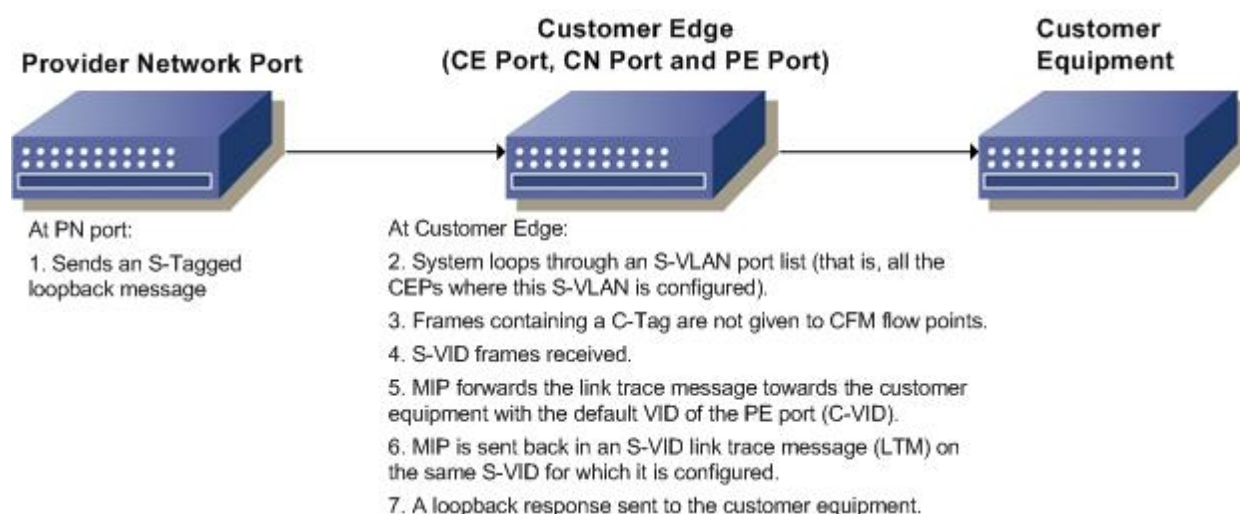 Provider Network Port
Customer Edge
(CE Port, CN Port and PE Port)
Customer
Equipment
At PN port:
1. Sends an S-Tagged
loopback message
At Customer Edge:
2. System loops through an S-VLAN port list (that is, all the
CEPs where this S-VLAN is configured).
3. Frames containing a C-Tag are not given to CFM flow points.
4. S-VID frames received.
5. MIP forwards the link trace message towards the customer
equipment with the default VID of the PE port (C-VID).
6. MIP is sent back in an S-VID link trace message (LTM) on
the same S-VID for which it is configured.
7. A loopback response sent to the customer equipment.